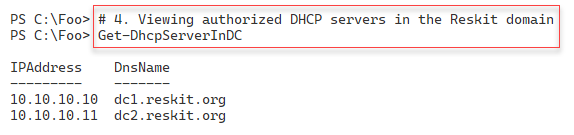 PS C:\Foo> # 4. Viewing authorized DHCP servers in the Reskit domain
PS C:\Foo> Get-DhcpServerInDC
IPAddress   DnsName
---------   -------
10.10.10.10 dc1.reskit.org
10.10.10.11 dc2.reskit.org